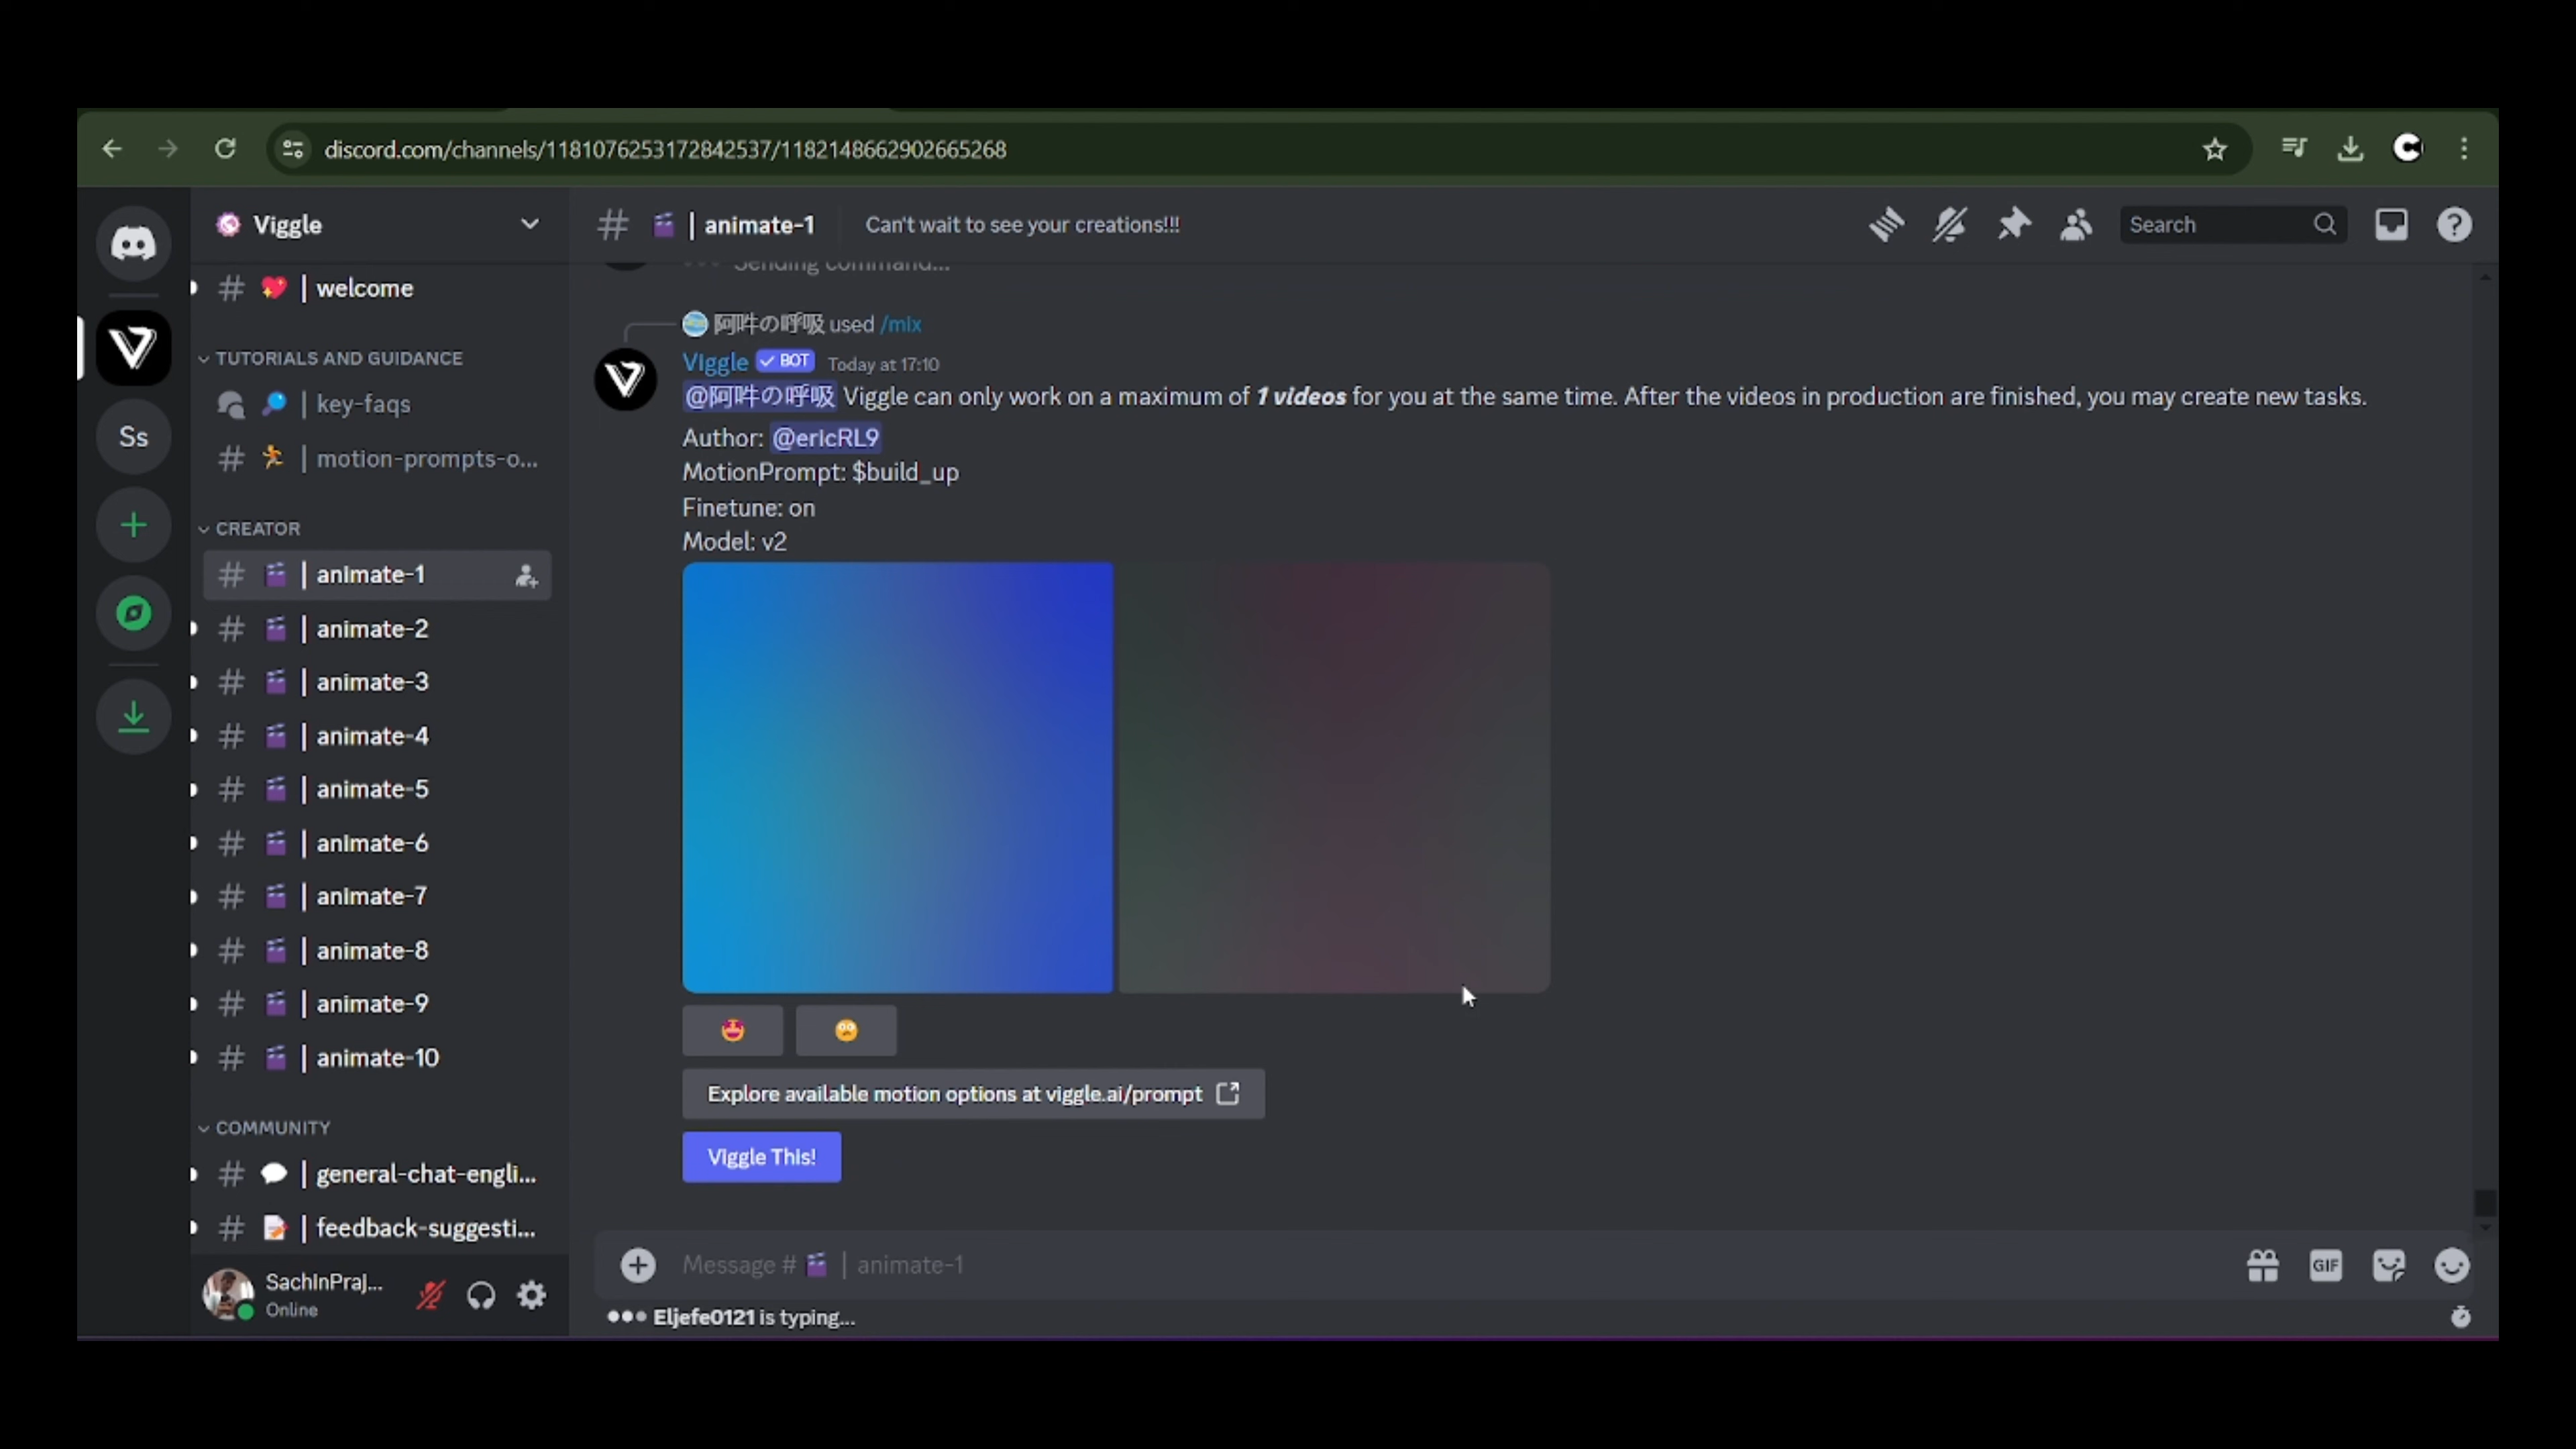 discord.com/channels/1181076253172842537/1182148662902665268
Viggle
| animate-1
Can't wait to see your creations!!!
Search
| welcome
TUTORIALS AND GUIDANCE
| key-faqs
| motion-prompts-o...
CREATOR
| animate-1
| animate-2
| animate-3
| animate-4
| animate-5
| animate-6
| animate-7
| animate-8
| animate-9
| animate-10
COMMUNITY
| general-chat-engli...
| feedback-suggesti...
SachinPraj...
Online
Ss
Sending command...
阿吽の呼吸 used /mix
Viggle BOT Today at 17:10
@阿吽の呼吸 Viggle can only work on a maximum of 1 videos for you at the same time. After the videos in production are finished, you may create new tasks.
Author: @ericRL9
MotionPrompt: $build_up
Finetune: on
Model: v2
Explore available motion options at viggle.ai/prompt
Viggle This!
Message # | animate-1
GIF
Eljefe0121 is typing...